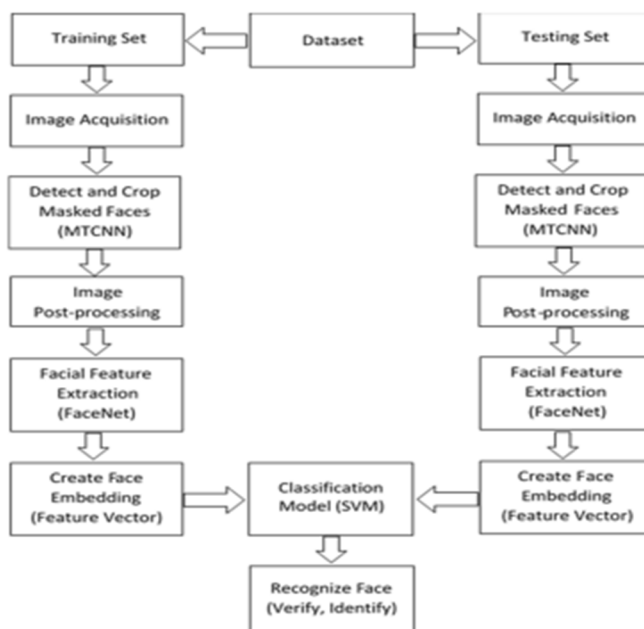 Training Set
Dataset
Testing Set
Image Acquisition
Image Acquisition
Detect and Crop
Masked Faces
(MTCNN)
Detect and Crop
Masked Faces
(MTCNN)
Image
Post-processing
Image
Post-processing
Facial Feature
Extraction
(FaceNet)
Facial Feature
Extraction
(FaceNet)
Create Face
Embedding
(Feature Vector)
Classification
Model (SVM)
Create Face
Embedding
(Feature Vector)
Recognize Face
(Verify, Identify)